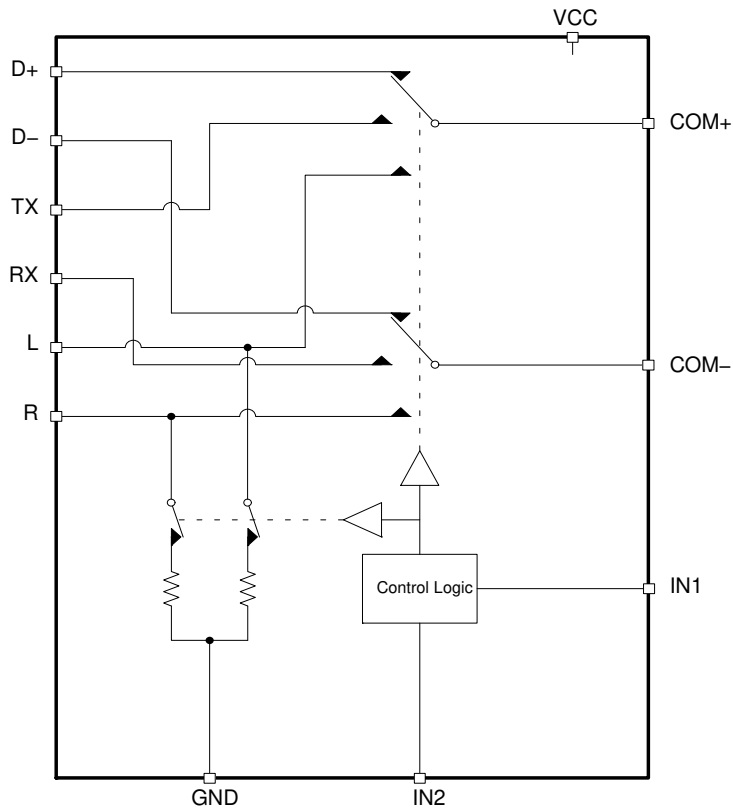 VCC
D+
D−
TX
RX
L
R
COM+
COM−
IN1
Control Logic
GND
IN2